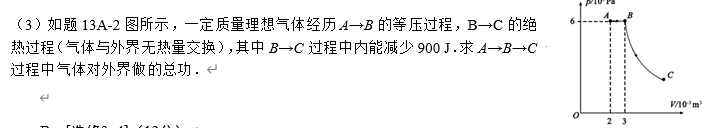 （3）如题 13A-2 图所示，一定质量理想气体经历 A→B 的等压过程，B→C 的绝
热过程（气体与外界无热量交换），其中 B→C 过程中内能减少 900 J．求 A→B→C
过程中气体对外界做的总功．↵
↵
6
A
B
C
O
2
3
V/10⁻³ m³